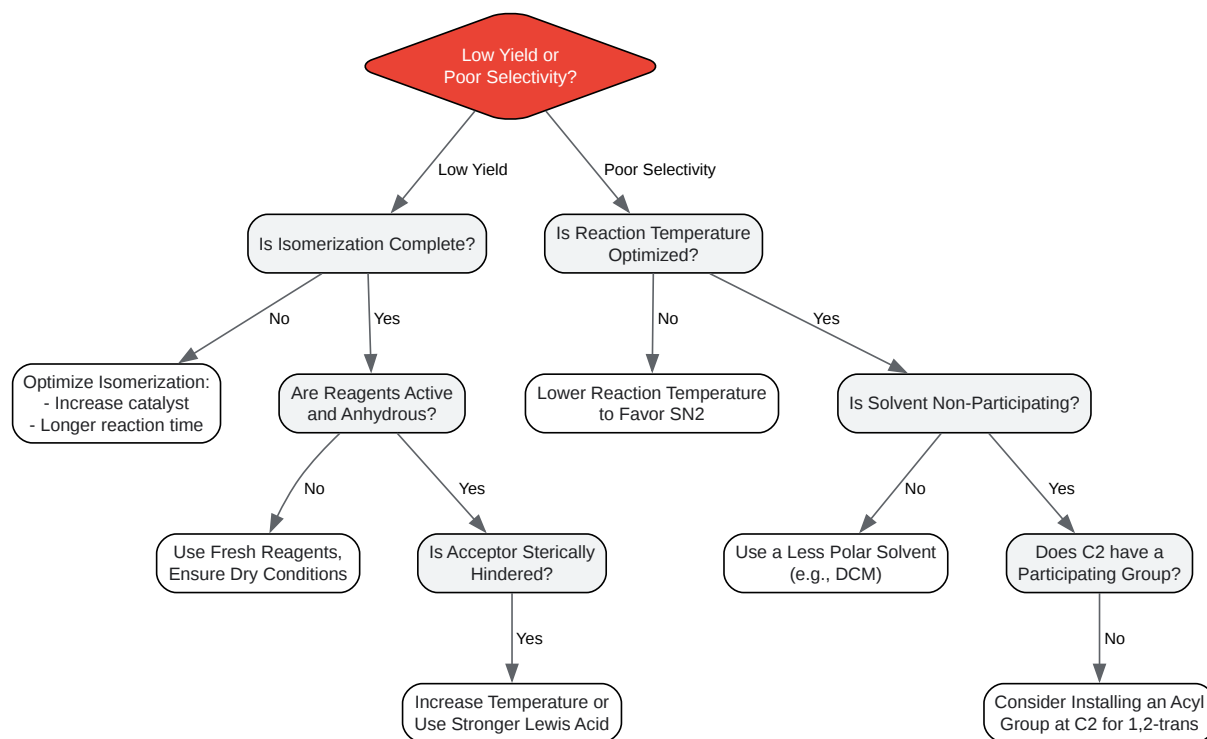 Low Yield or
Poor Selectivity?
Low Yield
Poor Selectivity
Is Isomerization Complete?
Is Reaction Temperature
Optimized?
No
Yes
No
Yes
Optimize Isomerization:
- Increase catalyst
- Longer reaction time
Are Reagents Active
and Anhydrous?
Lower Reaction Temperature
to Favor SN2
Is Solvent Non-Participating?
No
Yes
No
Yes
Use Fresh Reagents,
Ensure Dry Conditions
Is Acceptor Sterically
Hindered?
Use a Less Polar Solvent
(e.g., DCM)
Does C2 have a
Participating Group?
Yes
No
Increase Temperature or
Use Stronger Lewis Acid
Consider Installing an Acyl
Group at C2 for 1,2-trans